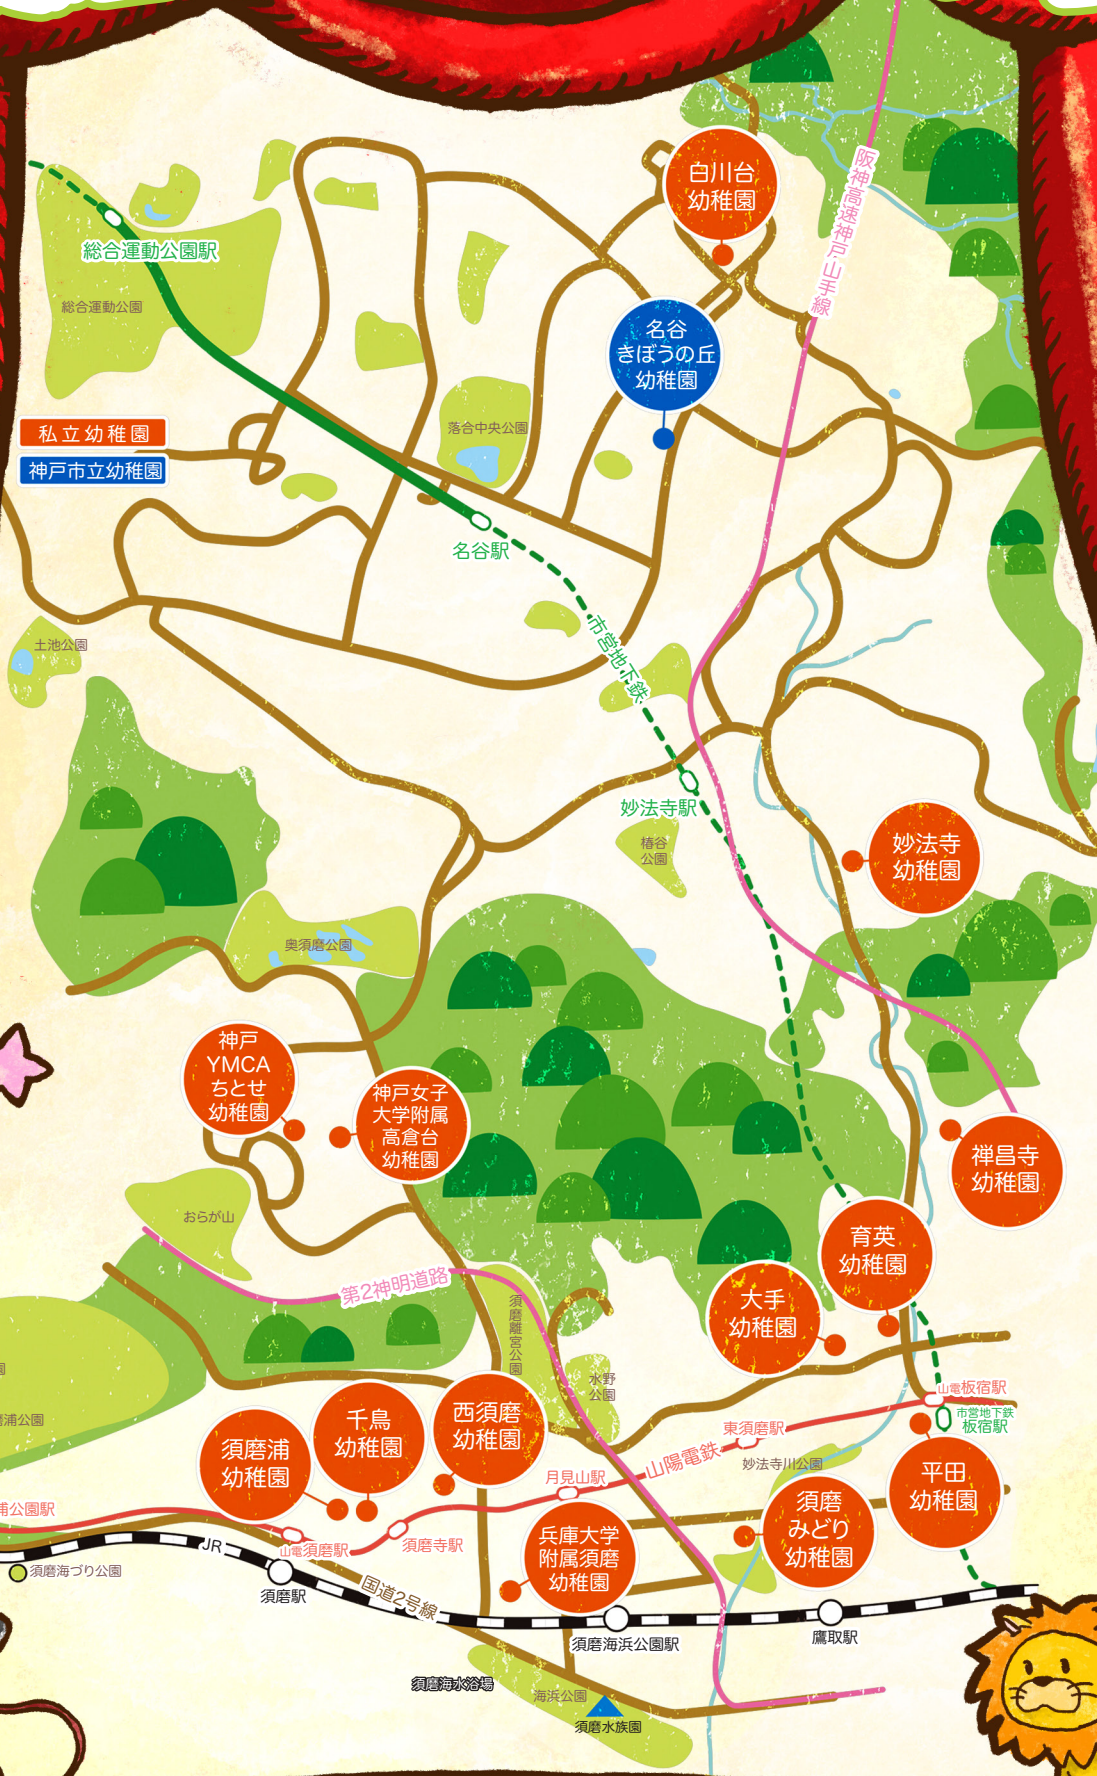 白川台
幼稚園
阪神高速神戸山手線
総合運動公園駅
総合運動公園
名谷
きぼうの丘
幼稚園
私立幼稚園
神戸市立幼稚園
落合中央公園
名谷駅
市営地下鉄
土池公園
妙法寺駅
椿谷
公園
妙法寺
幼稚園
奥須磨公園
神戸
YMCA
ちとせ
幼稚園
神戸女子
大学附属
高倉台
幼稚園
禅昌寺
幼稚園
おらが山
育英
幼稚園
第2神明道路
大手
幼稚園
須磨離宮公園
水野
公園
園
磨浦公園
山電板宿駅
市営地下鉄
板宿駅
千鳥
幼稚園
西須磨
幼稚園
須磨浦
幼稚園
東須磨駅
山陽電鉄
妙法寺川公園
月見山駅
平田
幼稚園
須磨
みどり
幼稚園
浦公園駅
兵庫大学
附属須磨
幼稚園
山電須磨駅
須磨寺駅
JR
須磨海づり公園
須磨駅
国道2号線
須磨海浜公園駅
鷹取駅
須磨海水浴場
海浜公園
須磨水族園